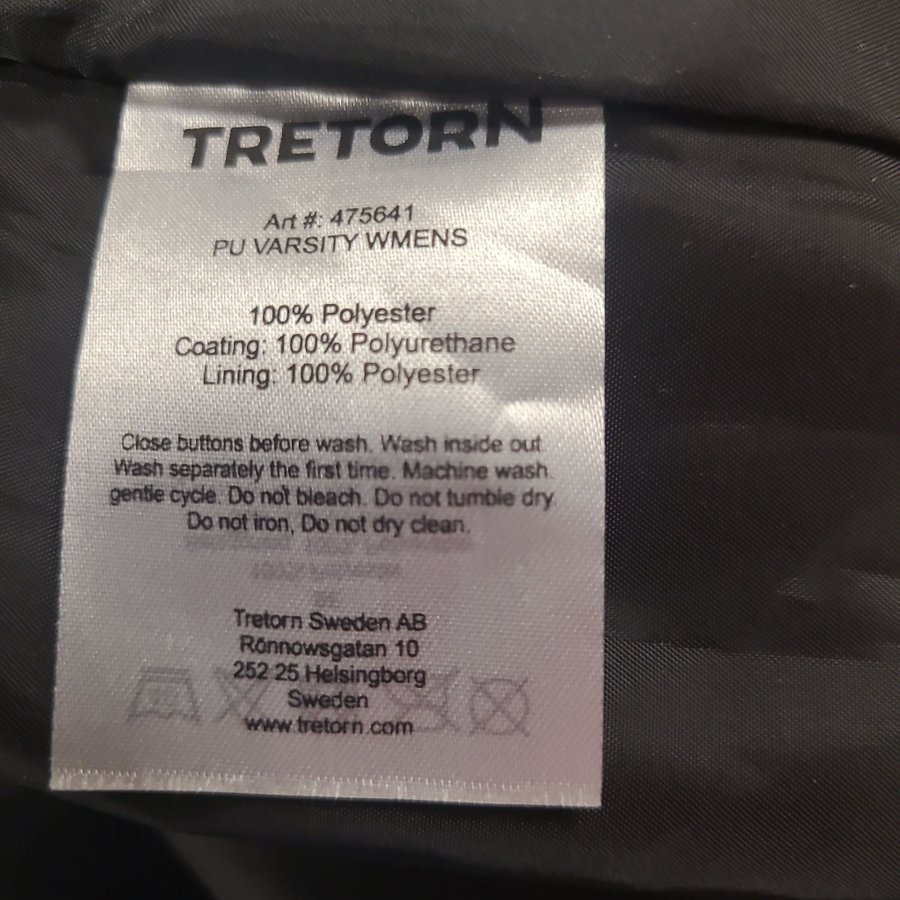 TRETORN
Art #: 475641
PU VARSITY WMENS
100% Polyester
Coating: 100% Polyurethane
Lining: 100% Polyester
Close buttons before wash. Wash inside out
Wash separately the first time. Machine wash.
gentle cycle. Do not bleach. Do not tumble dry.
Do not iron, Do not dry clean.
Tretorn Sweden AB
Rönnowsgatan 10
252 25 Helsingborg
Sweden
www.tretorn.com